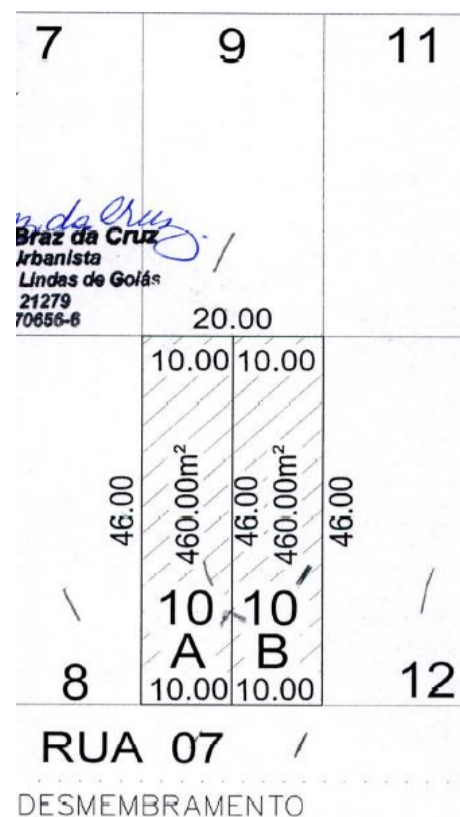 7 9 11
Braz da Cruz
Lindas de Goiás
21279
70656-6
20.00
10.00 10.00
46.00 460.00m² 46.00 460.00m² 46.00
10 10
A B
8 12
10.00 10.00
RUA 07
DESMEMBRAMENTO